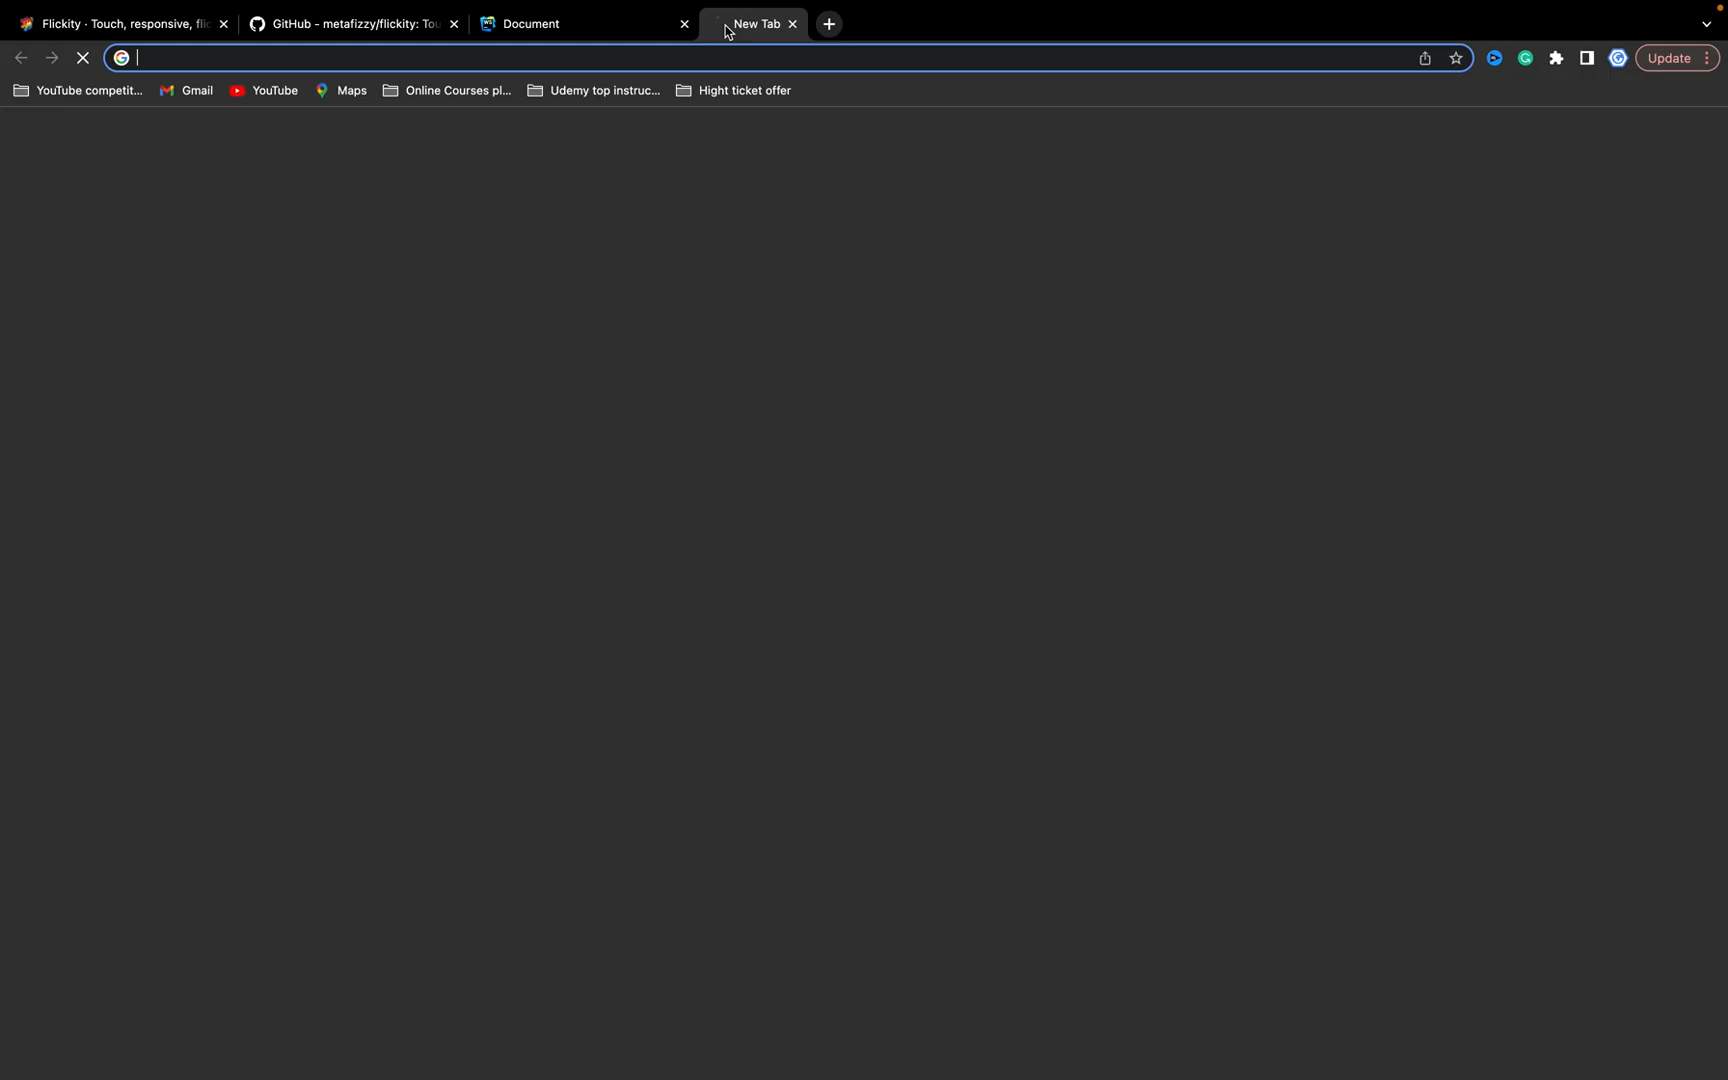 Flickity · Touch, responsive, flic
GitHub - metafizzy/flickity: Tou
Document
New Tab
Update
YouTube competit...
Gmail
YouTube
Maps
Online Courses pl...
Udemy top instruc...
Hight ticket offer